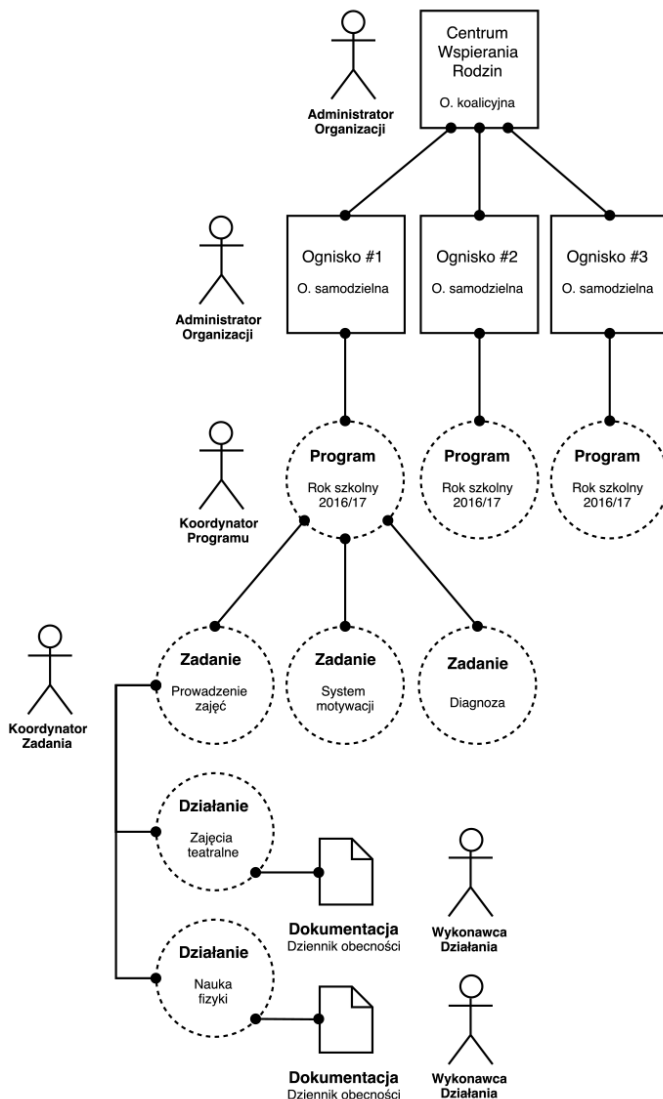 Centrum
Wspierania
Rodzin
O. koalicyjna
Administrator
Organizacji
Ognisko #1
O. samodzielna
Ognisko #2
O. samodzielna
Ognisko #3
O. samodzielna
Administrator
Organizacji
Program
Rok szkolny
2016/17
Program
Rok szkolny
2016/17
Program
Rok szkolny
2016/17
Koordynator
Programu
Zadanie
Prowadzenie
zajęć
Zadanie
System
motywacji
Zadanie
Diagnoza
Koordynator
Zadania
Działanie
Zajęcia
teatralne
Dokumentacja
Dziennik obecności
Wykonawca
Działania
Działanie
Nauka
fizyki
Dokumentacja
Dziennik obecności
Wykonawca
Działania